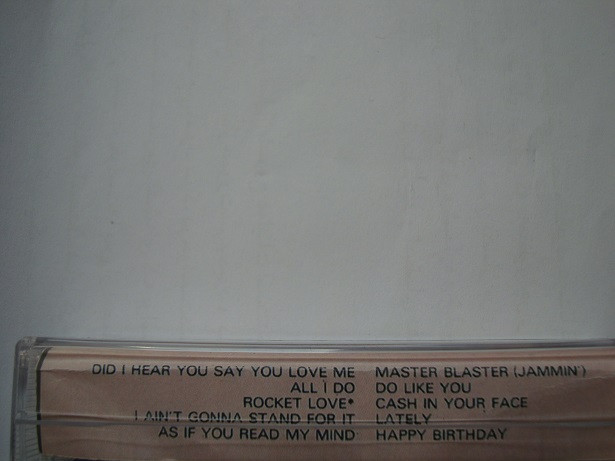 DID I HEAR YOU SAY YOU LOVE ME
ALL I DO
ROCKET LOVE*
I AIN'T GONNA STAND FOR IT
AS IF YOU READ MY MIND
MASTER BLASTER (JAMMIN')
DO LIKE YOU
CASH IN YOUR FACE
LATELY
HAPPY BIRTHDAY